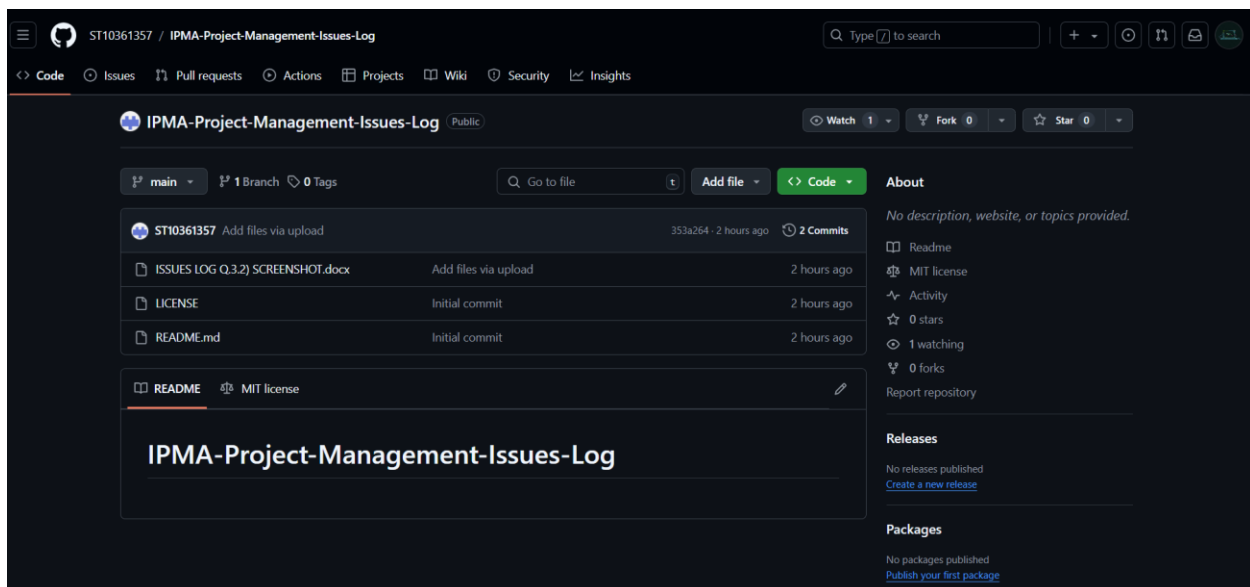 ST10361357 / IPMA-Project-Management-Issues-Log
Type / to search
Code Issues Pull requests Actions Projects Wiki Security Insights
IPMA-Project-Management-Issues-Log Public
Watch 1 Fork 0 Star 0
main 1 Branch 0 Tags Go to file t Add file Code
ST10361357 Add files via upload 353a264 · 2 hours ago 2 Commits
ISSUES LOG Q.3.2) SCREENSHOT.docx Add files via upload 2 hours ago
LICENSE Initial commit 2 hours ago
README.md Initial commit 2 hours ago
README MIT license
IPMA-Project-Management-Issues-Log
About
No description, website, or topics provided.
Readme
MIT license
Activity
0 stars
1 watching
0 forks
Report repository
Releases
No releases published
Create a new release
Packages
No packages published
Publish your first package